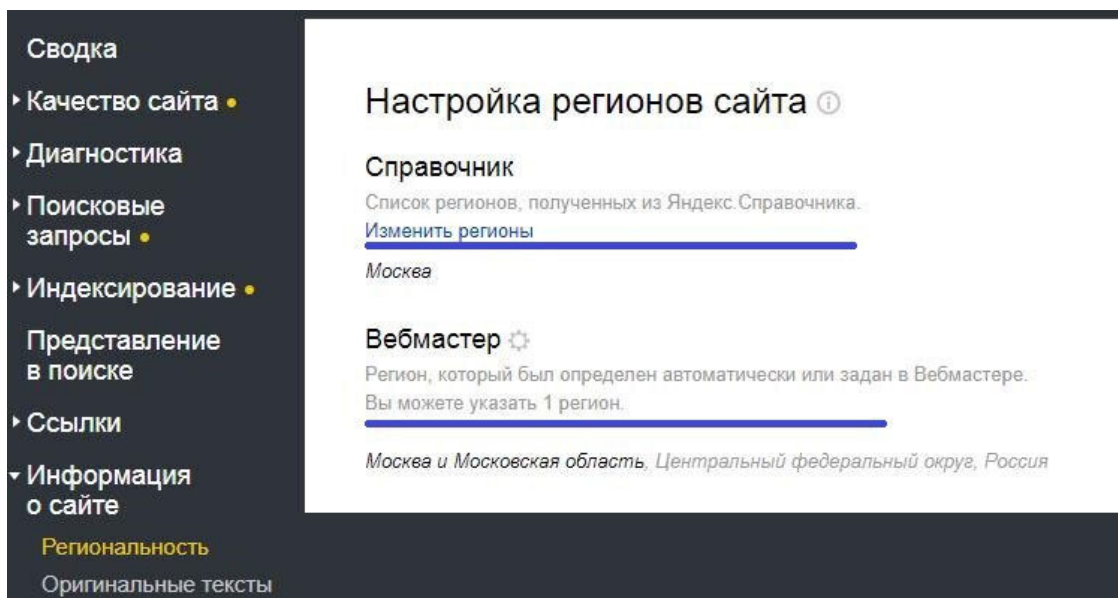 Сводка
Качество сайта
Диагностика
Поисковые
запросы
Индексирование
Представление
в поиске
Ссылки
Информация
о сайте
Региональность
Оригинальные тексты
Настройка регионов сайта
Справочник
Список регионов, полученных из Яндекс.Справочника.
Изменить регионы
Москва
Вебмастер
Регион, который был определен автоматически или задан в Вебмастере.
Вы можете указать 1 регион.
Москва и Московская область, Центральный федеральный округ, Россия